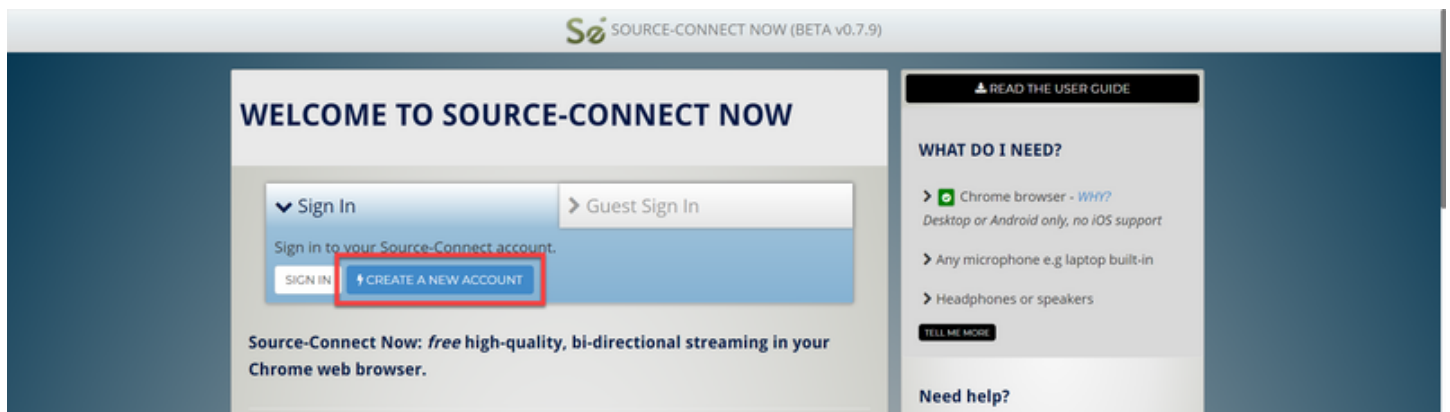 Se SOURCE-CONNECT NOW (BETA v0.7.9)
WELCOME TO SOURCE-CONNECT NOW
Sign In
Guest Sign In
Sign in to your Source-Connect account.
SIGN IN
CREATE A NEW ACCOUNT
Source-Connect Now: free high-quality, bi-directional streaming in your
Chrome web browser.
READ THE USER GUIDE
WHAT DO I NEED?
Chrome browser - WHY?
Desktop or Android only, no iOS support
Any microphone e.g laptop built-in
Headphones or speakers
TELL ME MORE
Need help?